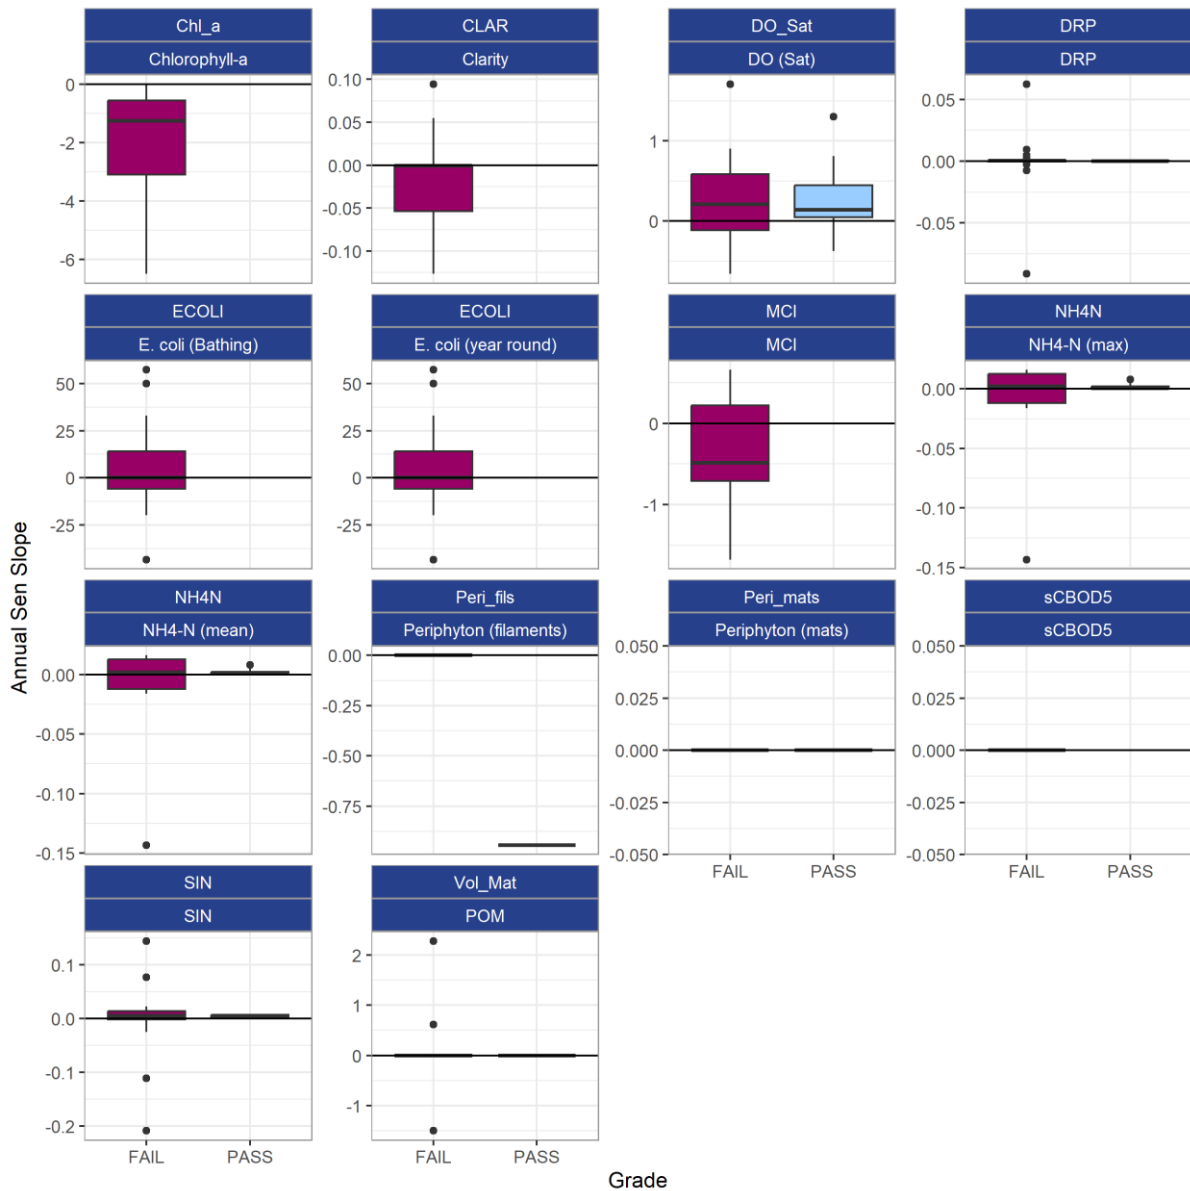 Chl_a
Chlorophyll-a
0
-2
-4
-6
CLAR
Clarity
0.10
0.05
0.00
-0.05
-0.10
DO_Sat
DO (Sat)
1
0
DRP
DRP
0.05
0.00
-0.05
ECOLI
E. coli (Bathing)
50
25
0
-25
ECOLI
E. coli (year round)
50
25
0
-25
MCI
MCI
0
-1
NH4N
NH4-N (max)
0.00
-0.05
-0.10
-0.15
Annual Sen Slope
NH4N
NH4-N (mean)
0.00
-0.05
-0.10
-0.15
Peri_fils
Periphyton (filaments)
0.00
-0.25
-0.50
-0.75
Peri_mats
Periphyton (mats)
0.050
0.025
0.000
-0.025
-0.050
FAIL PASS
sCBOD5
sCBOD5
0.050
0.025
0.000
-0.025
-0.050
FAIL PASS
SIN
SIN
0.1
0.0
-0.1
-0.2
FAIL PASS
Vol_Mat
POM
2
1
0
-1
FAIL PASS
Grade